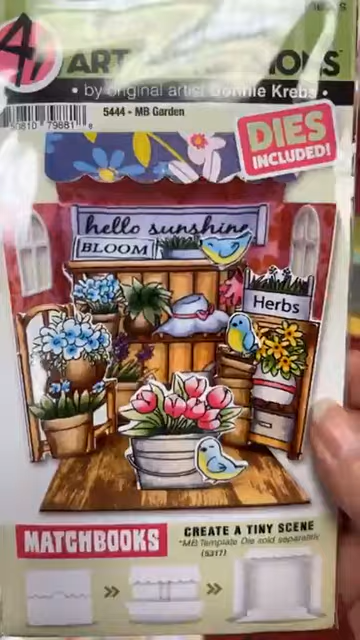 ART
• by original artist Bonnie Krebs •
5444 - MB Garden
DIES
INCLUDED!
hello sunshine
BLOOM
Herbs
MATCHBOOKS
CREATE A TINY SCENE
*MB Template Die sold separately
(5317)
>> >>